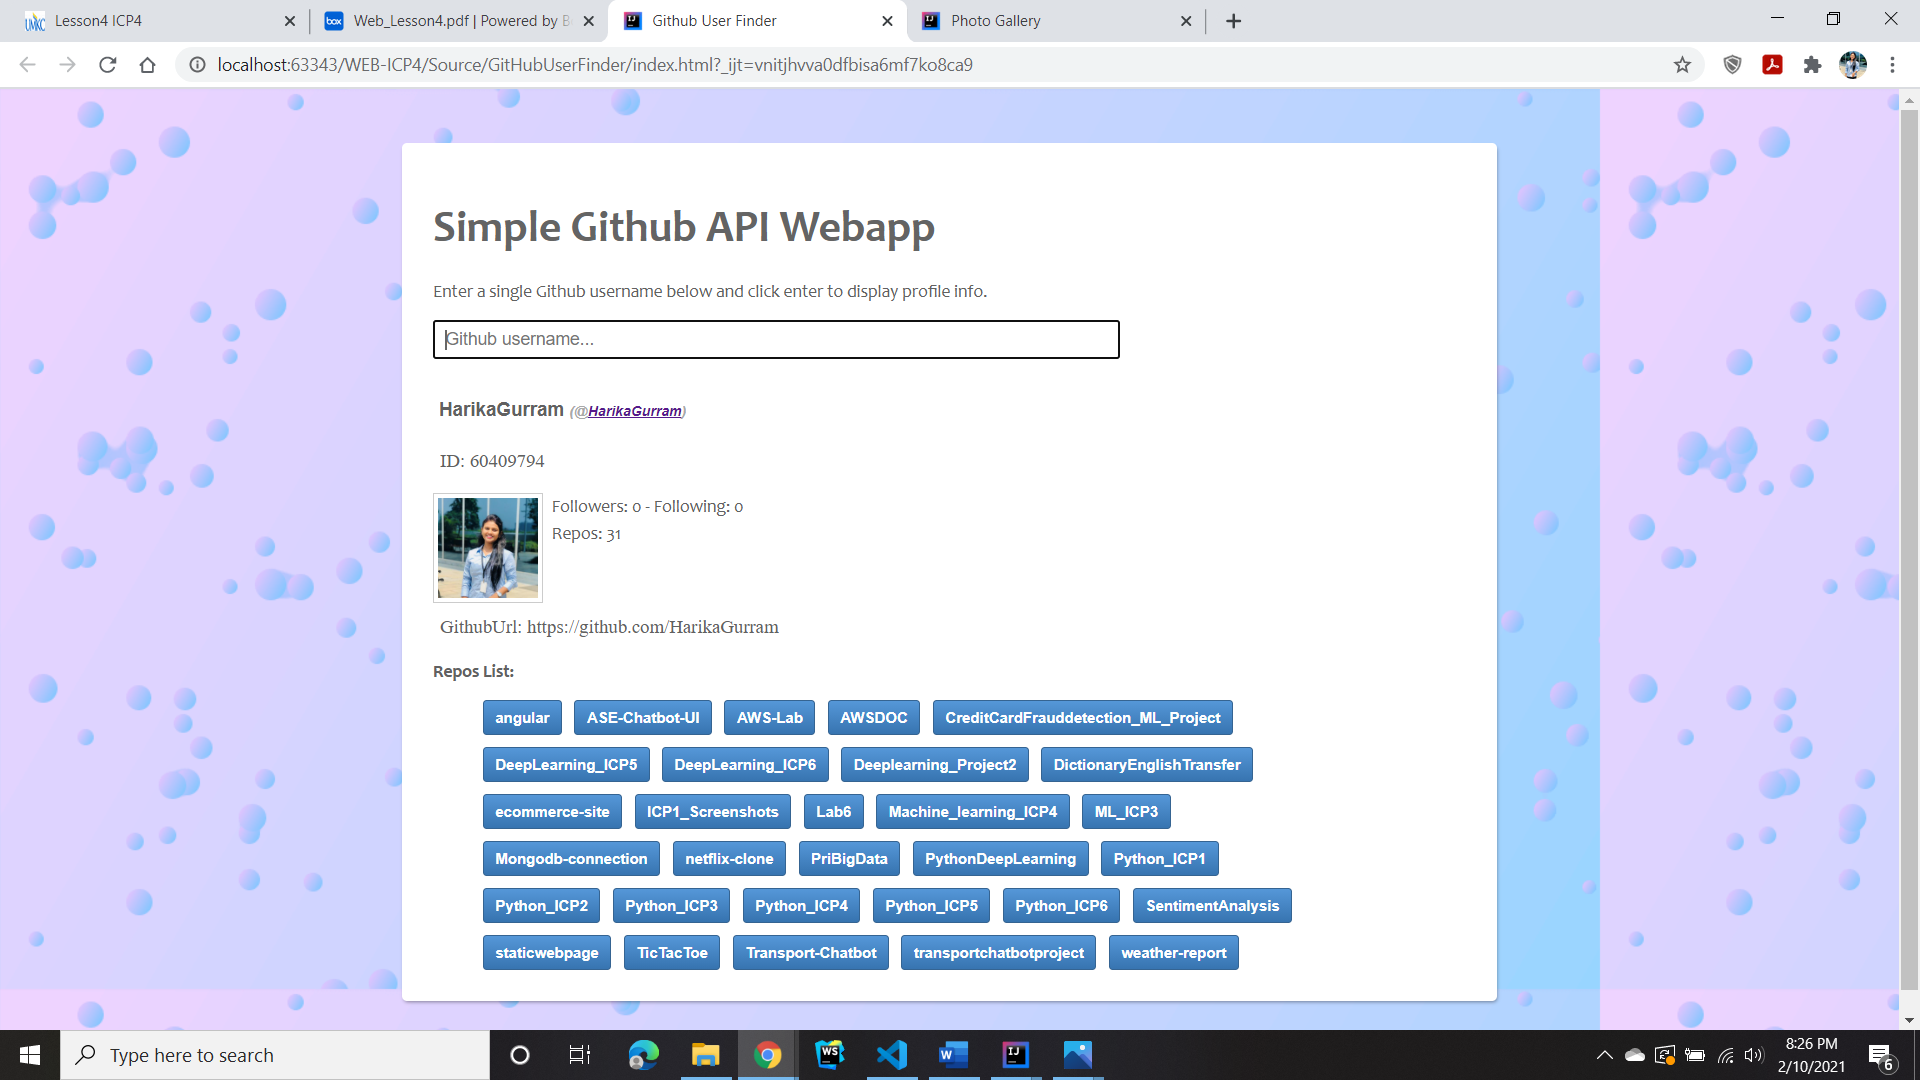 Lesson4 ICP4
Web_Lesson4.pdf | Powered by B
Github User Finder
Photo Gallery
localhost:63343/WEB-ICP4/Source/GitHubUserFinder/index.html?_ijt=vnitjhvva0dfbisa6mf7ko8ca9
Simple Github API Webapp
Enter a single Github username below and click enter to display profile info.
Github username...
HarikaGurram (@HarikaGurram)
ID: 60409794
Followers: 0 - Following: 0
Repos: 31
GithubUrl: https://github.com/HarikaGurram
Repos List:
angular ASE-Chatbot-UI AWS-Lab AWSDOC CreditCardFrauddetection_ML_Project
DeepLearning_ICP5 DeepLearning_ICP6 Deeplearning_Project2 DictionaryEnglishTransfer
ecommerce-site ICP1_Screenshots Lab6 Machine_learning_ICP4 ML_ICP3
Mongodb-connection netflix-clone PriBigData PythonDeepLearning Python_ICP1
Python_ICP2 Python_ICP3 Python_ICP4 Python_ICP5 Python_ICP6 SentimentAnalysis
staticwebpage TicTacToe Transport-Chatbot transportchatbotproject weather-report
Type here to search
8:26 PM
2/10/2021
6